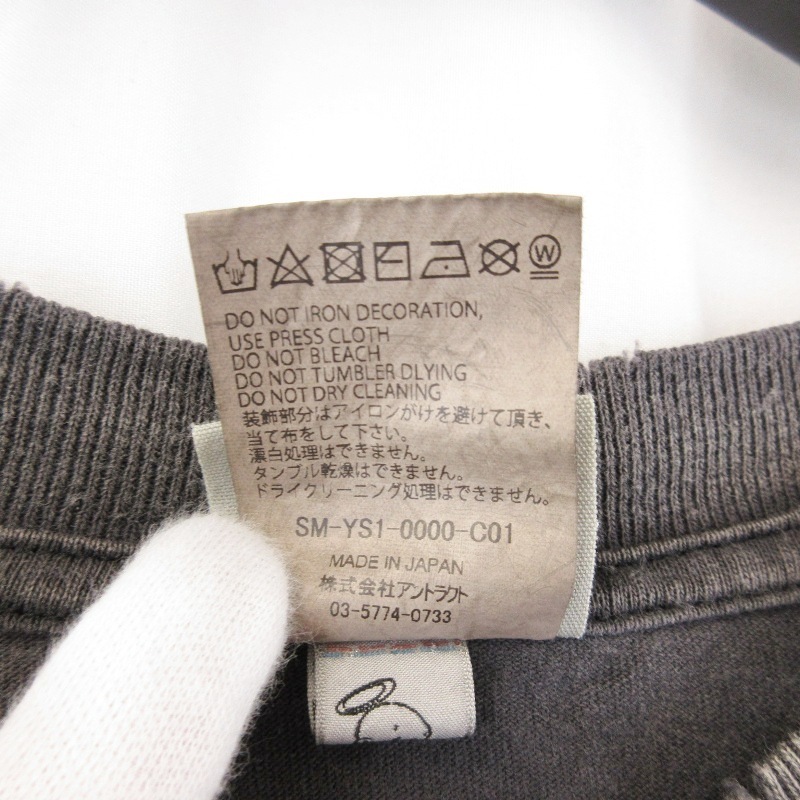 W
DO NOT IRON DECORATION,
USE PRESS CLOTH
DO NOT BLEACH
DO NOT TUMBLER DLYING
DO NOT DRY CLEANING
装飾部分はアイロンがけを避けて頂き、
当て布をして下さい。
漂白処理はできません。
タンブル乾燥はできません。
ドライクリーニング処理はできません。
SM-YS1-0000-C01
MADE IN JAPAN
株式会社アントラクト
03-5774-0733